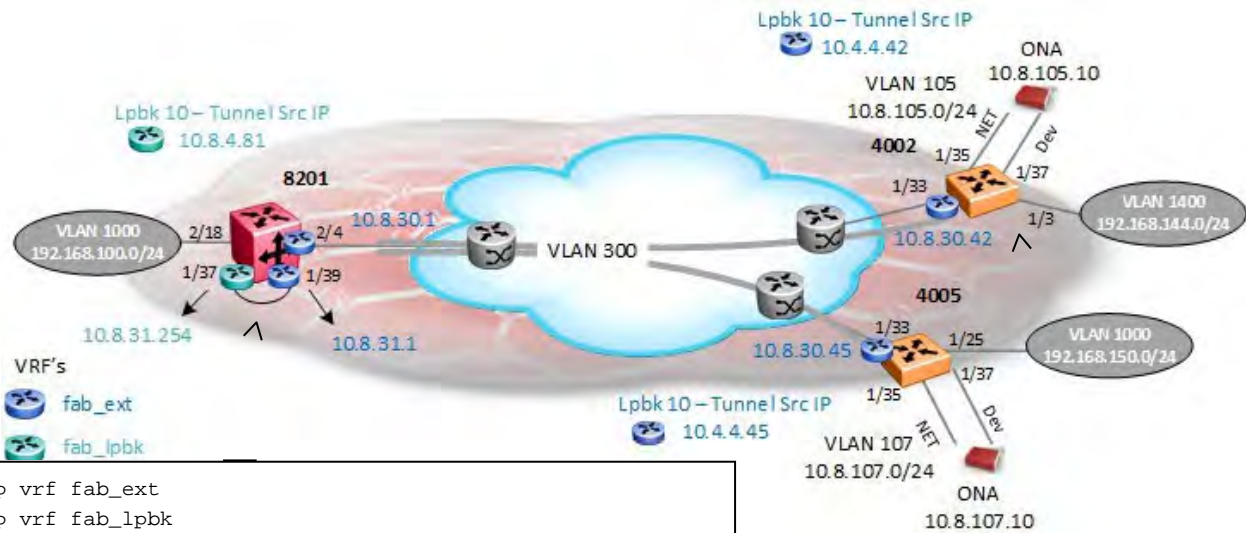 Lpbk 10 – Tunnel Src IP
10.4.4.42
ONA
10.8.105.10
VLAN 105
10.8.105.0/24
NET
Dev
Lpbk 10 – Tunnel Src IP
10.8.4.81
4002
1/35
1/37
8201
1/33
VLAN 1000
192.168.100.0/24
2/18
10.8.30.1
2/4
VLAN 300
10.8.30.42
1/3
VLAN 1400
192.168.144.0/24
1/37
1/39
4005
10.8.31.254
10.8.31.1
1/33
1/25
VLAN 1000
192.168.150.0/24
10.8.30.45
1/37
1/35
VRF's
fab_ext
fab_lpbk
Lpbk 10 – Tunnel Src IP
10.4.4.45
NET
Dev
VLAN 107
10.8.107.0/24
ONA
10.8.107.10
p vrf fab_ext
p vrf fab_lpbk